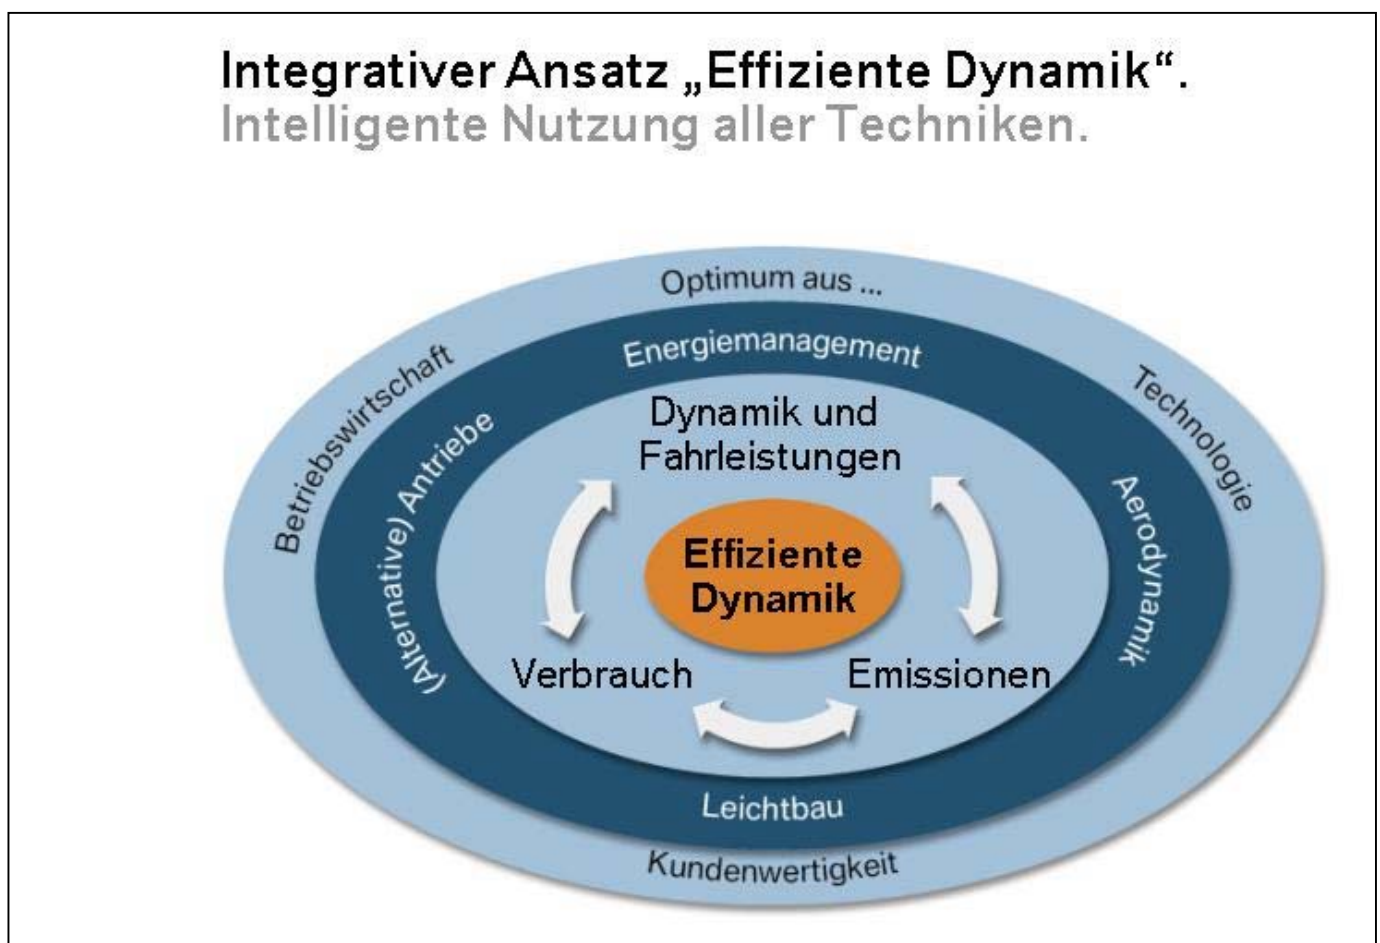 Integrativer Ansatz „Effiziente Dynamik“.
Intelligente Nutzung aller Techniken.
Optimum aus ...
Betriebswirtschaft
Technologie
Energiemanagement
(Alternative) Antriebe
Aerodynamik
Dynamik und
Fahrleistungen
Effiziente
Dynamik
Verbrauch
Emissionen
Leichtbau
Kundenwertigkeit